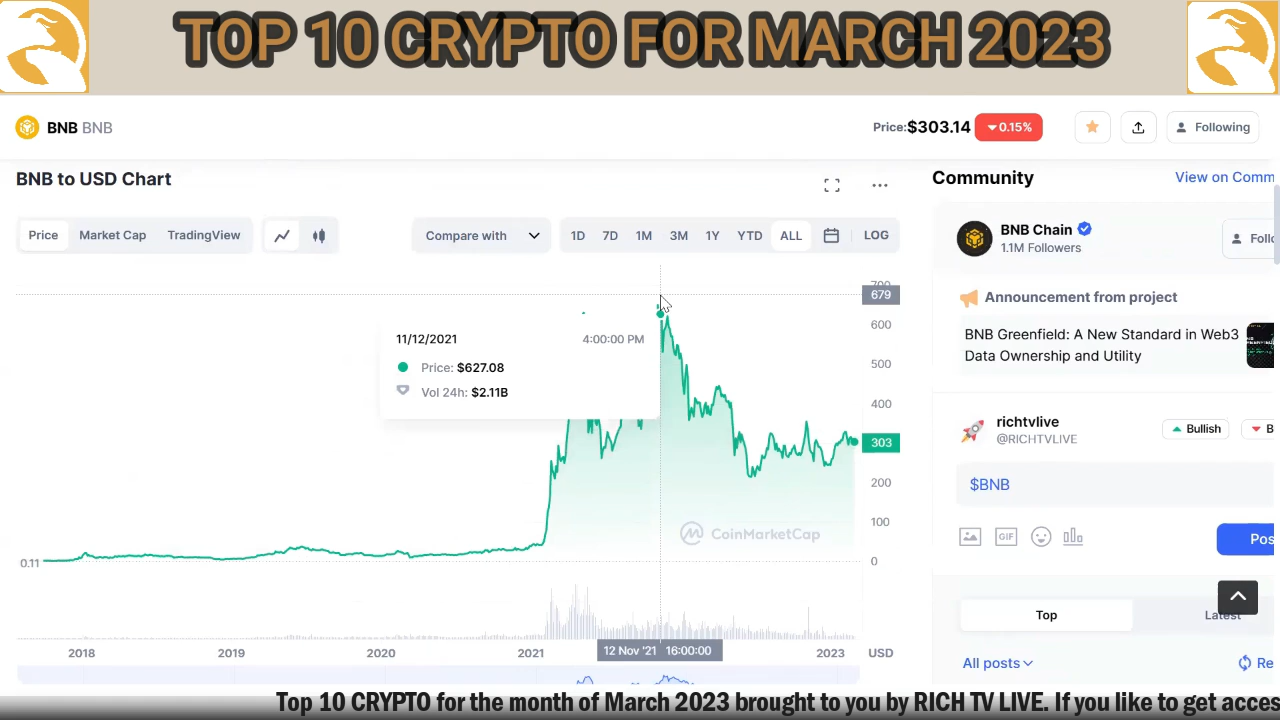 TOP 10 CRYPTO FOR MARCH 2023
BNB BNB
Price:$303.14 0.15%
Following
BNB to USD Chart
Community
View on Comm
Price Market Cap TradingView
Compare with
1D 7D 1M 3M 1Y YTD ALL LOG
BNB Chain
1.1M Followers
Foll
Announcement from project
BNB Greenfield: A New Standard in Web3
Data Ownership and Utility
richtvlive
@RICHTVLIVE
Bullish
B
$BNB
GIF
Pos
Top
Latest
All posts
Re
700
679
600
500
400
303
200
100
0
11/12/2021 4:00:00 PM
Price: $627.08
Vol 24h: $2.11B
CoinMarketCap
0.11
12 Nov '21 16:00:00
2018 2019 2020 2021 2023 USD
Top 10 CRYPTO for the month of March 2023 brought to you by RICH TV LIVE. If you like to get acces